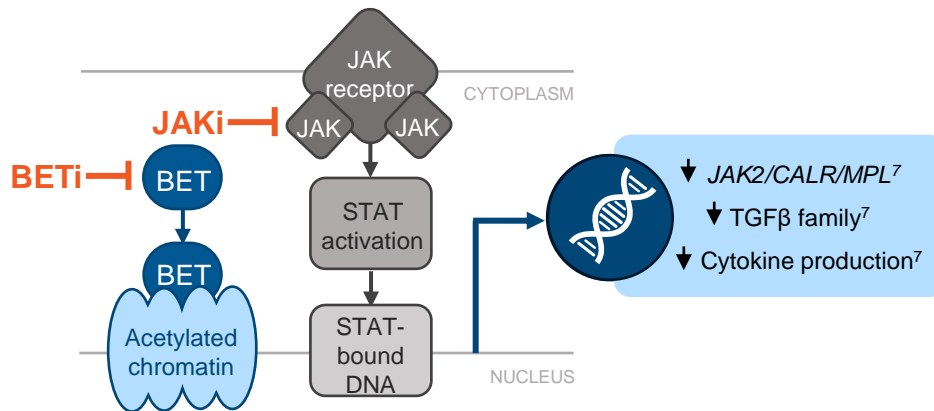 JAK
receptor
CYTOPLASM
JAKi
JAK
JAK
BETi
BET
JAK2/CALR/MPL⁷
STAT
activation
TGFβ family⁷
Cytokine production⁷
BET
Acetylated
chromatin
STAT-
bound
DNA
NUCLEUS